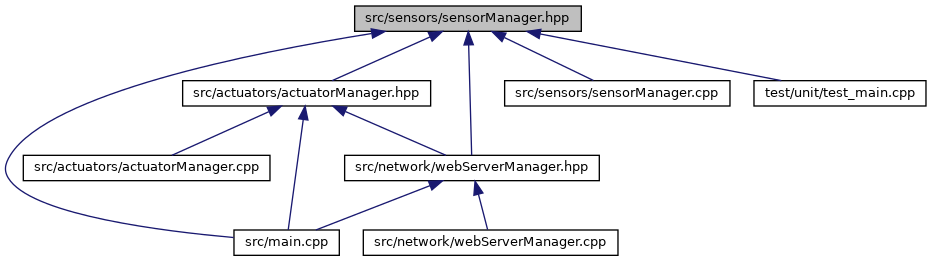 src/sensors/sensorManager.hpp
src/actuators/actuatorManager.hpp
src/sensors/sensorManager.cpp
test/unit/test_main.cpp
src/actuators/actuatorManager.cpp
src/network/webServerManager.hpp
src/main.cpp
src/network/webServerManager.cpp